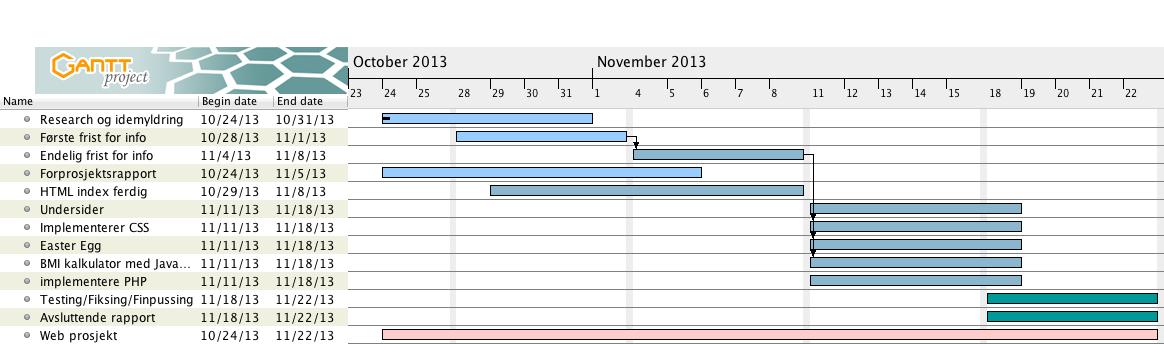 GANTT
project
October 2013 November 2013
23 24 25 28 29 30 31 1 4 5 6 7 8 11 12 13 14 15 18 19 20 21 22
Name Begin date End date
Research og idemyldring 10/24/13 10/31/13
Første frist for info 10/28/13 11/1/13
Endelig frist for info 11/4/13 11/8/13
Forprosjektsrapport 10/24/13 11/5/13
HTML index ferdig 10/29/13 11/8/13
Undersider 11/11/13 11/18/13
Implementerer CSS 11/11/13 11/18/13
Easter Egg 11/11/13 11/18/13
BMI kalkulator med Java... 11/11/13 11/18/13
implementere PHP 11/11/13 11/18/13
Testing/Fiksing/Finpussing 11/18/13 11/22/13
Avsluttende rapport 11/18/13 11/22/13
Web prosjekt 10/24/13 11/22/13